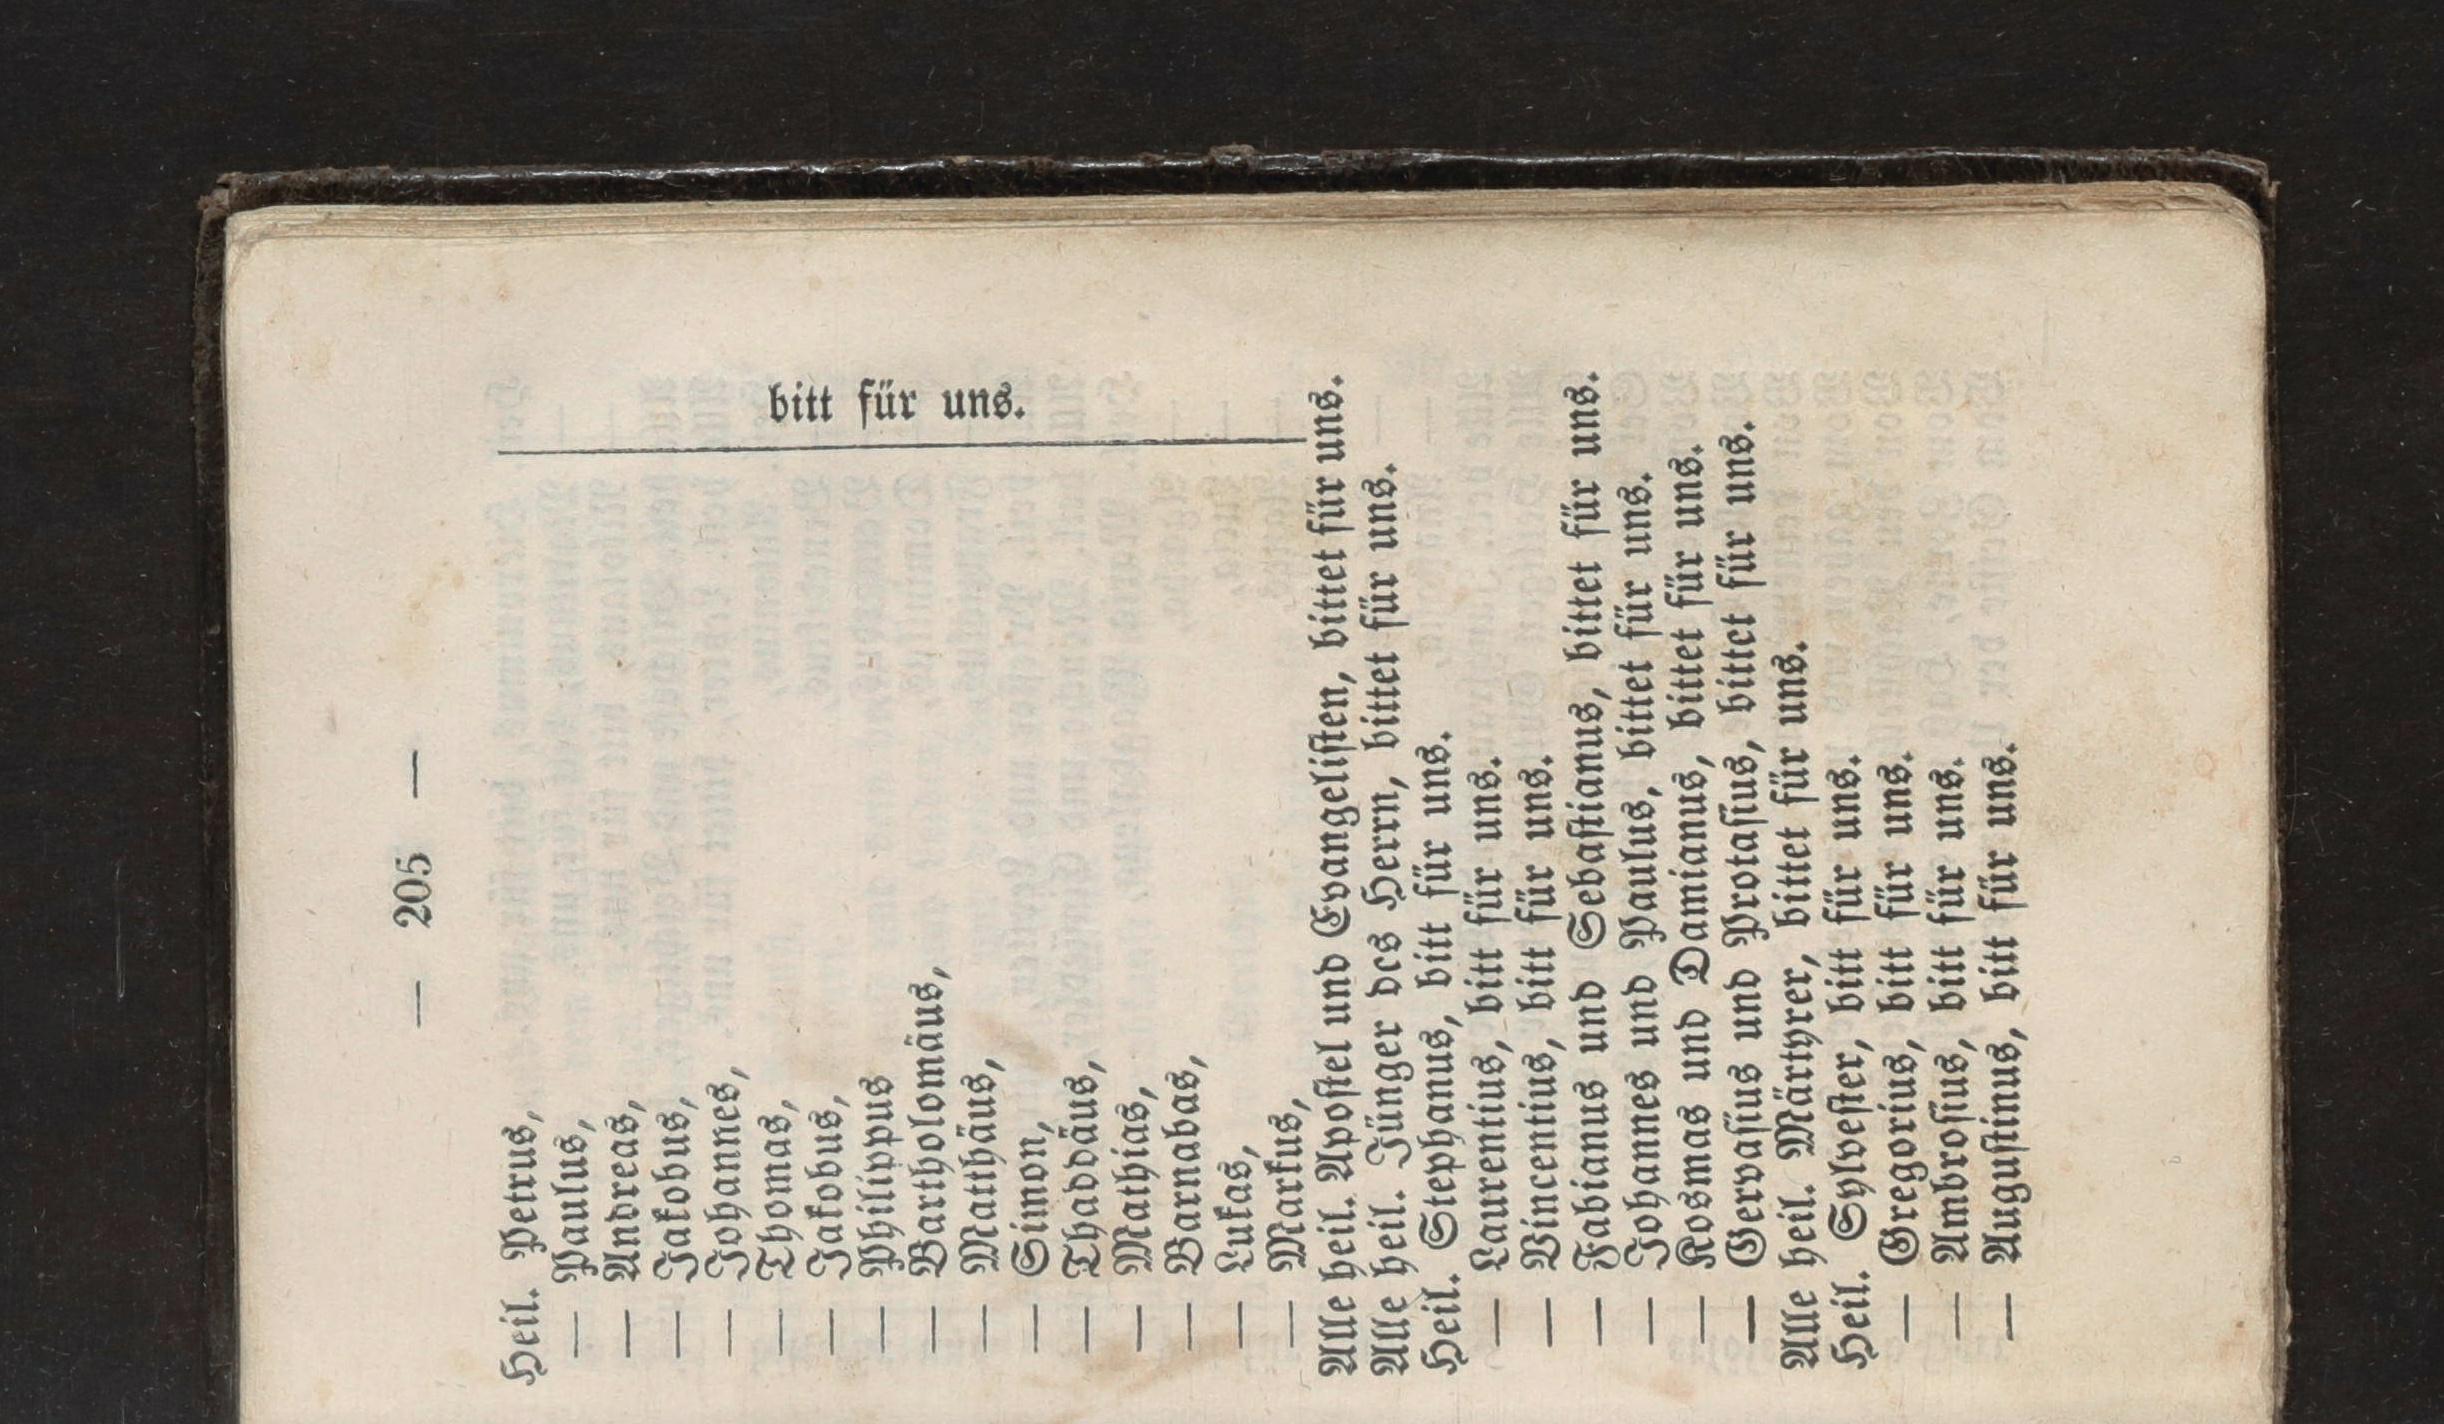 — 205 —
Heil. Petrus,
— Paulus,
— Andreas,
— Jakobus,
— Johannes,
— Thomas,
— Jakobus,
— Philippus
— Bartholomäus,
— Matthäus,
— Simon,
— Thaddäus,
— Mathias,
— Barnabas,
— Lukas,
— Markus,
bitt für uns.
Alle heil. Apostel und Evangelisten, bittet für uns.
Alle heil. Jünger des Herrn, bittet für uns.
Heil. Stephanus, bitt für uns.
— Laurentius, bitt für uns.
— Vincentius, bitt für uns.
— Fabianus und Sebastianus, bittet für uns.
— Johannes und Paulus, bittet für uns.
— Kosmas und Damianus, bittet für uns.
— Gervasius und Protasius, bittet für uns.
Alle heil. Märtyrer, bittet für uns.
Heil. Sylvester, bitt für uns.
— Gregorius, bitt für uns.
— Ambrosius, bitt für uns.
— Augustinus, bitt für uns.